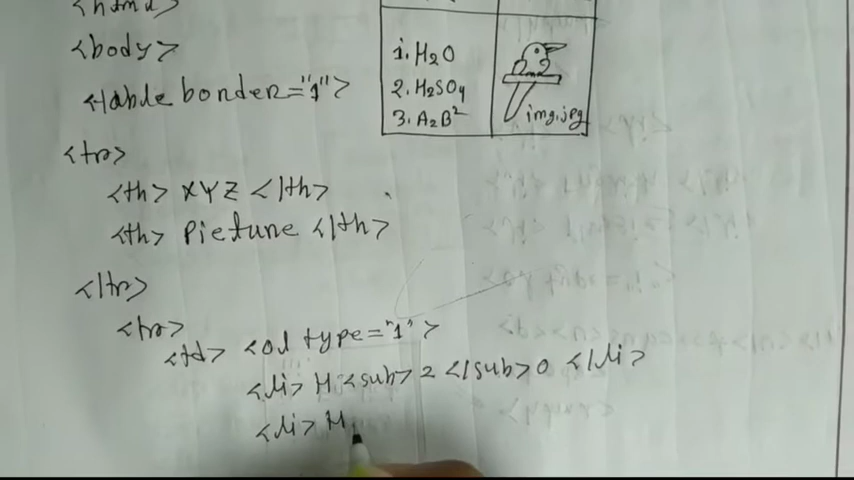 <html>
<body>
<table border="1">
1. H₂O
2. H₂SO₄
3. A₂B²
img.jpg
<tr>
<th> XYZ </th>
<th> Picture </th>
</tr>
<tr>
<td> <ol type="1">
<li> H <sub> 2 </sub> O </li>
<li> H